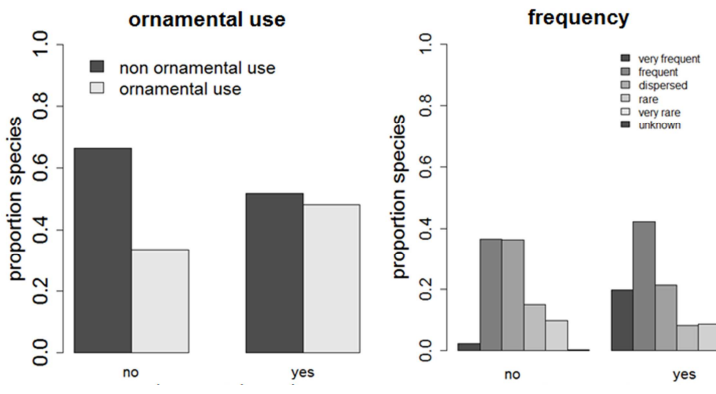 ornamental use
1.0
0.8
0.6
0.4
0.2
0.0
proportion species
non ornamental use
ornamental use
no
yes
frequency
1.0
0.8
0.6
0.4
0.2
0.0
proportion species
very frequent
frequent
dispersed
rare
very rare
unknown
no
yes